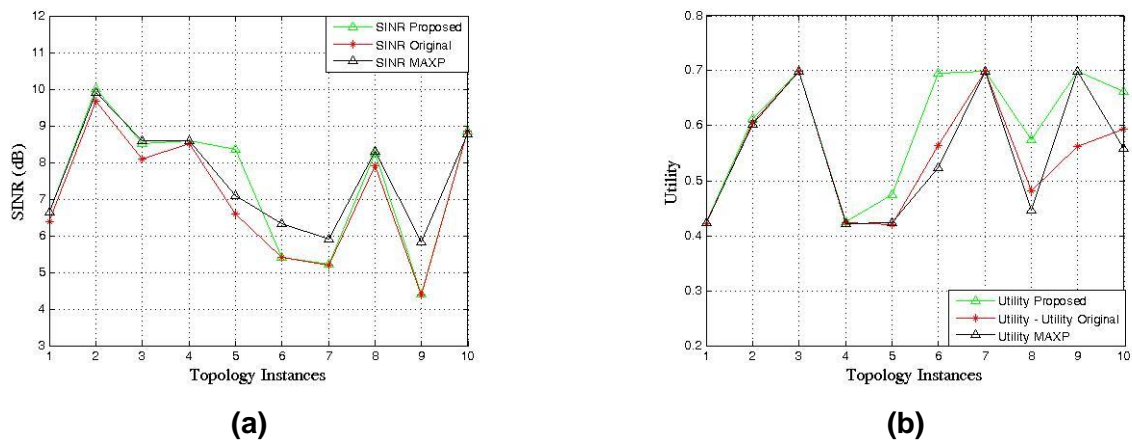 12
11
10
9
8
7
6
5
4
3
SINR (dB)
SINR Proposed
SINR Original
SINR MAXP
1 2 3 4 5 6 7 8 9 10
Topology Instances
(a)
0.8
0.7
0.6
0.5
0.4
0.3
0.2
Utility
Utility Proposed
Utility - Utility Original
Utility MAXP
1 2 3 4 5 6 7 8 9 10
Topology Instances
(b)